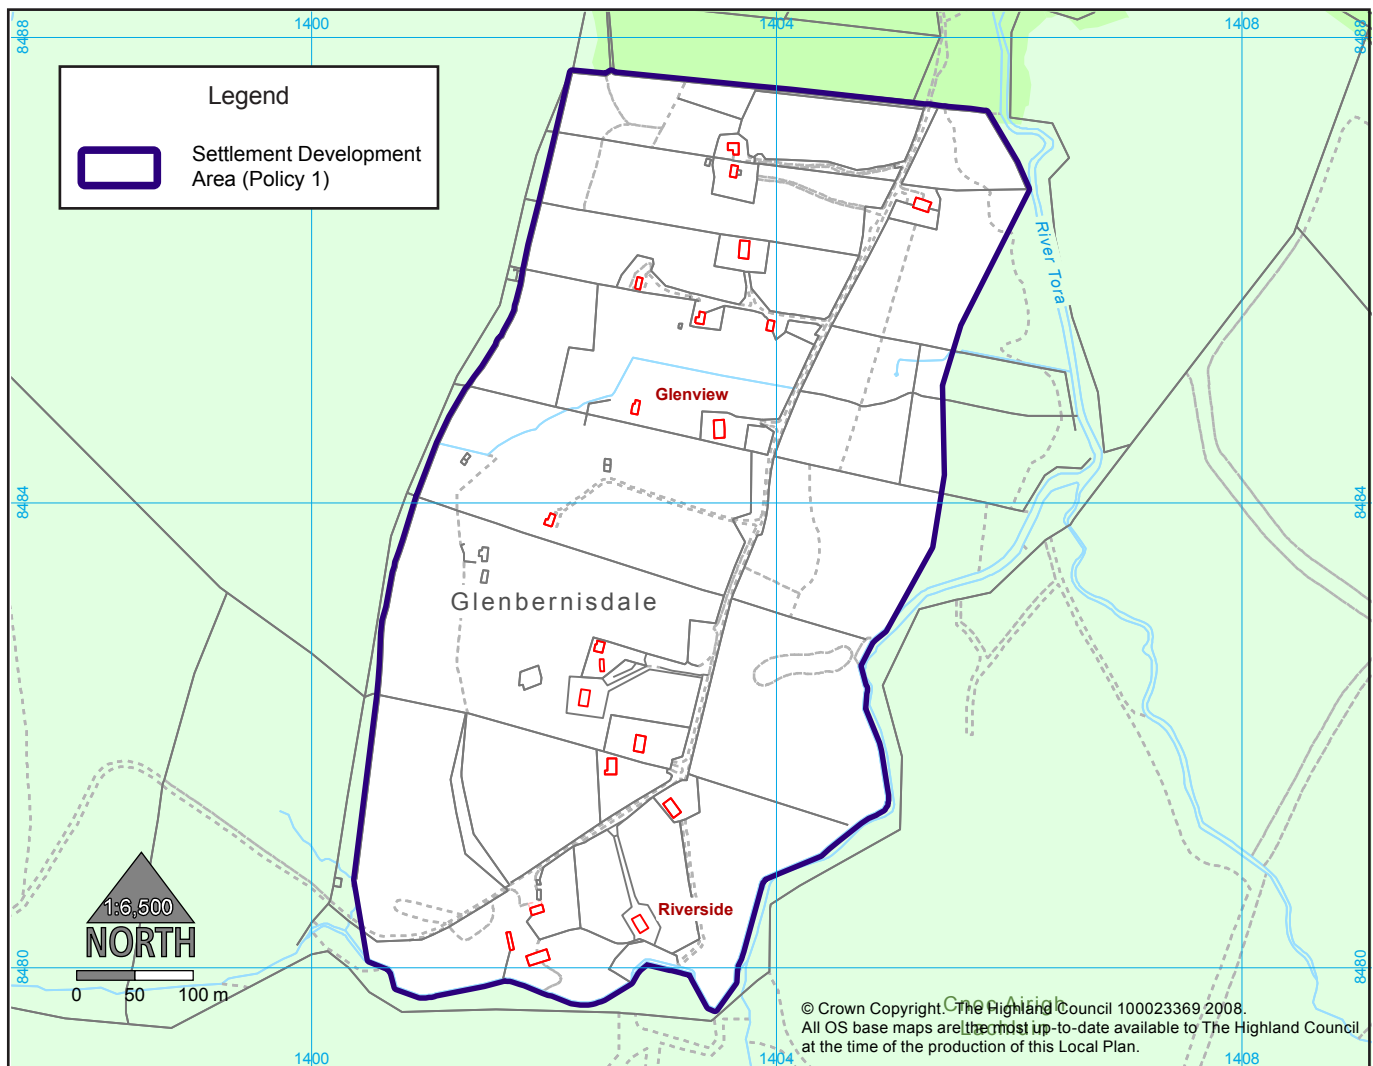 1400
1404
1408
8488
8488
Legend
Settlement Development
Area (Policy 1)
River Tora
Glenview
8484
8484
Glenbernisdale
Riverside
1:6,500
NORTH
0 50 100 m
8480
8480
Cnoc Airigh
© Crown Copyright. The Highland Council 100023369 2008.
All OS base maps are the most up-to-date available to The Highland Council
at the time of the production of this Local Plan.
1400
1404
1408